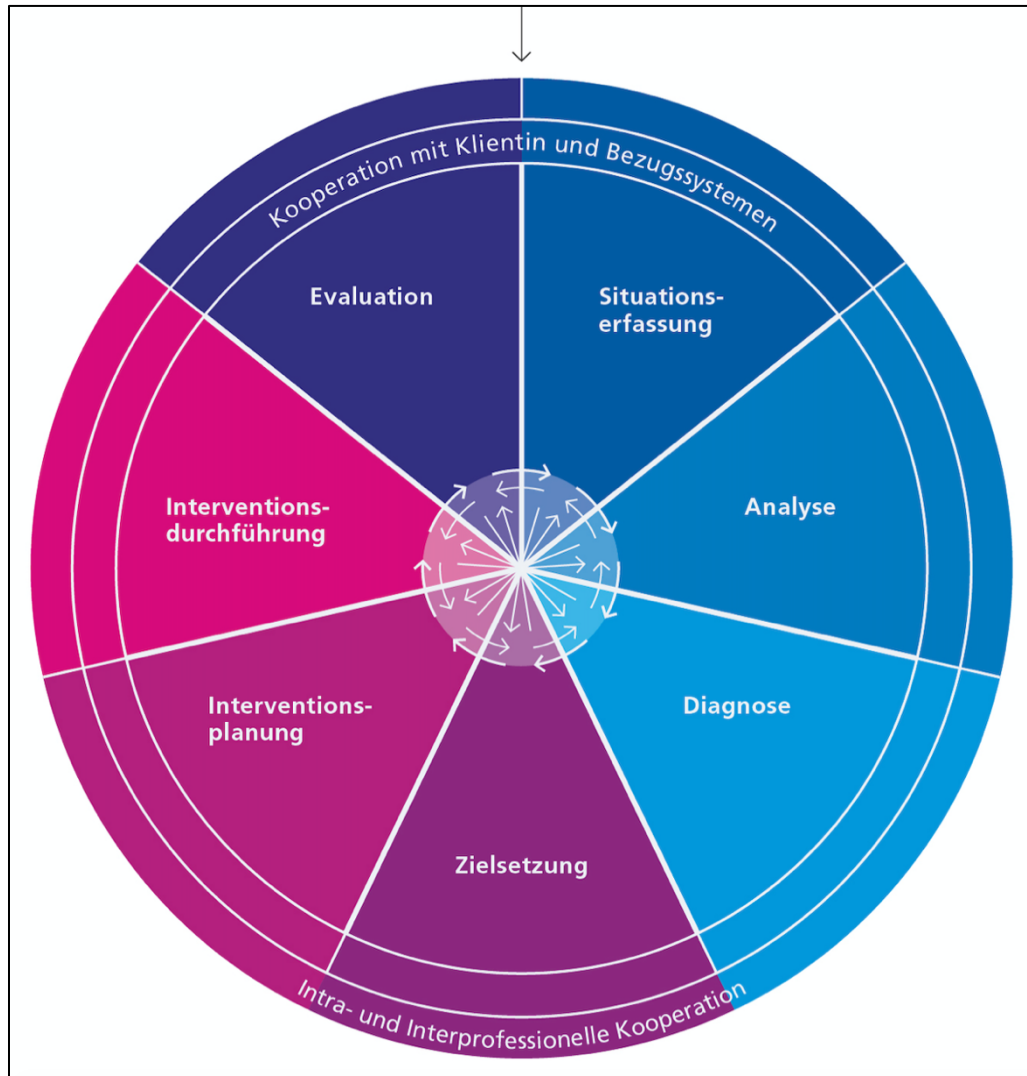 Kooperation mit Klientin und Bezugssystemen
Evaluation
Situations-
erfassung
Interventions-
durchführung
Analyse
Interventions-
planung
Diagnose
Zielsetzung
Intra- und Interprofessionelle Kooperation